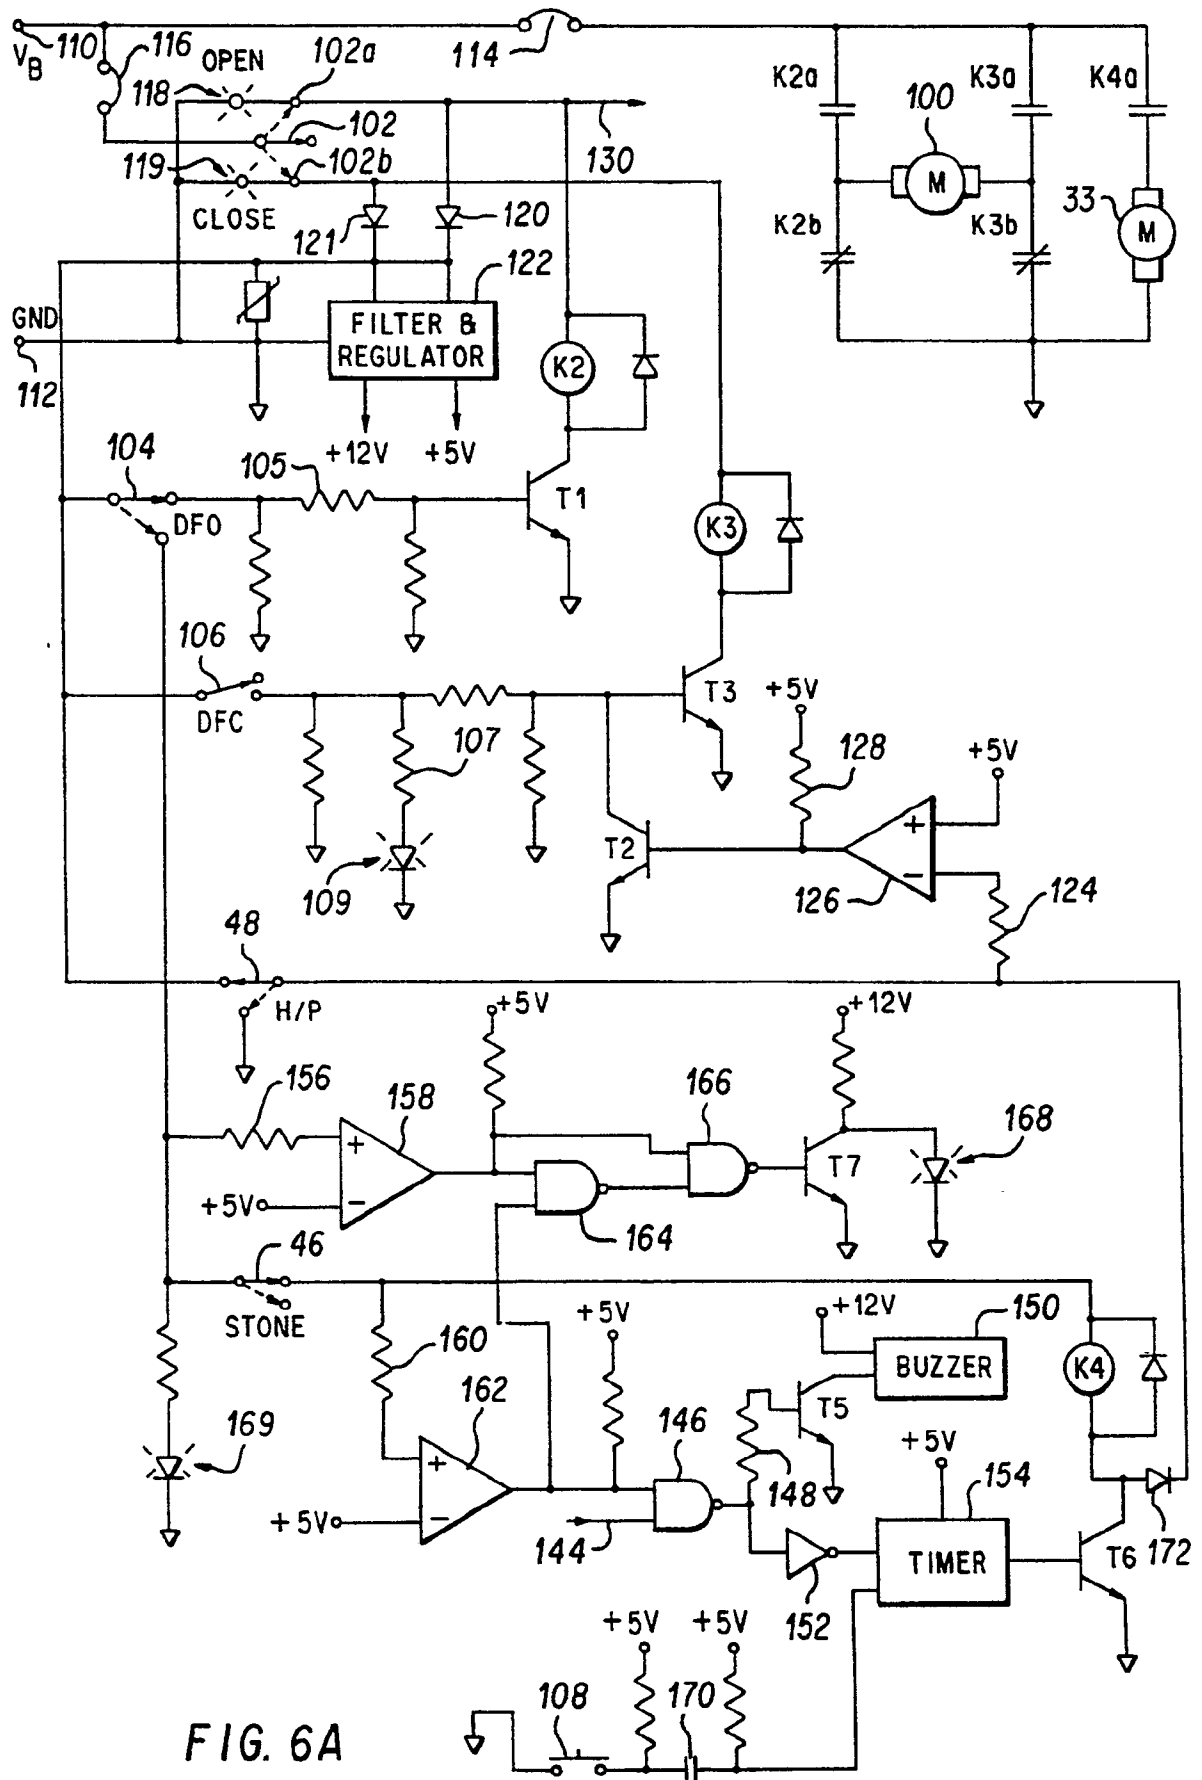 110
V_B
116
OPEN
102a
114
118
102
119
102b
130
CLOSE
121
120
122
GND
112
FILTER &
REGULATOR
+12V
+5V
K2
K2a
K3a
K4a
100
M
33
K2b
K3b
M
104
105
DFO
T1
K3
106
DFC
T3
+5V
107
128
+5V
+
T2
−
126
124
109
48
H/P
+5V
+12V
156
158
166
168
+
T7
+5V
−
164
46
STONE
+5V
+12V
150
BUZZER
K4
160
162
T5
169
146
+
148
+5V
154
+5V
−
144
TIMER
T6
172
152
+5V
+5V
108
170
FIG. 6A